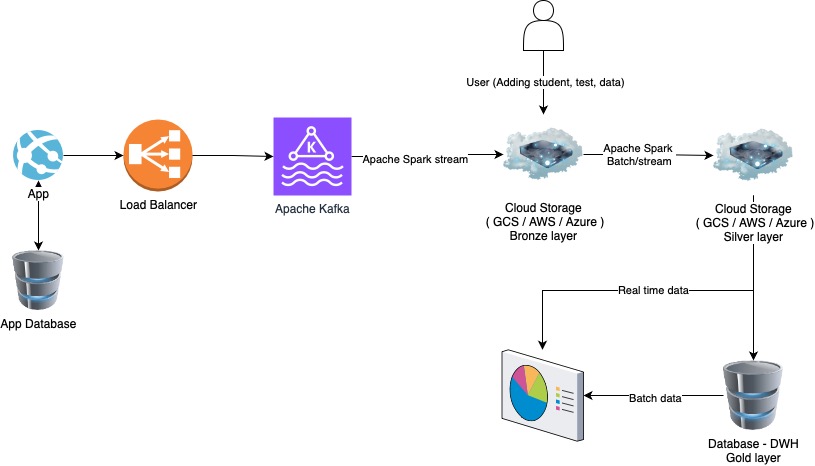 User (Adding student, test, data)
App
Load Balancer
K
Apache Kafka
Apache Spark stream
Apache Spark
Batch/stream
Cloud Storage
( GCS / AWS / Azure )
Bronze layer
Cloud Storage
( GCS / AWS / Azure )
Silver layer
App Database
Real time data
Batch data
Database - DWH
Gold layer